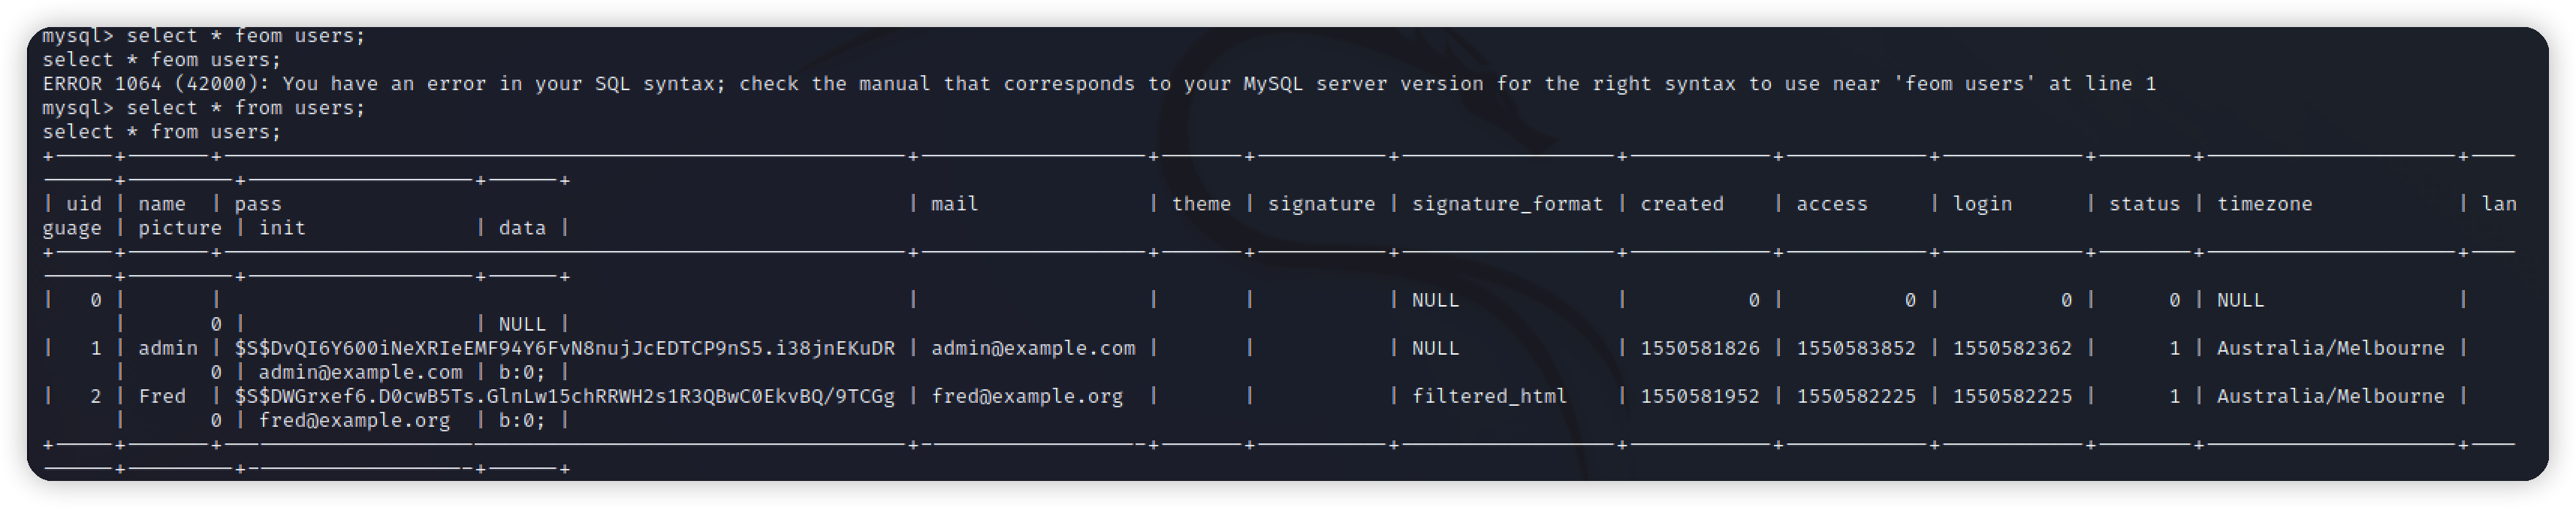 mysql> select * feom users;
select * feom users;
ERROR 1064 (42000): You have an error in your SQL syntax; check the manual that corresponds to your MySQL server version for the right syntax to use near 'feom users' at line 1
mysql> select * from users;
select * from users;
| uid | name | pass | mail | theme | signature | signature_format | created | access | login | status | timezone | lan
guage | picture | init | data |
| 0 | | | | | | NULL | 0 | 0 | 0 | 0 | NULL |
| 0 | | NULL |
| 1 | admin | $S$DvQI6Y600iNeXRIeEMF94Y6FvN8nujJcEDTCP9nS5.i38jnEKuDR | admin@example.com | | | NULL | 1550581826 | 1550583852 | 1550582362 | 1 | Australia/Melbourne |
| 0 | admin@example.com | b:0; |
| 2 | Fred | $S$DWGrxef6.D0cwB5Ts.GlnLw15chRRWH2s1R3QBwC0EkvBQ/9TCGg | fred@example.org | | | filtered_html | 1550581952 | 1550582225 | 1550582225 | 1 | Australia/Melbourne |
| 0 | fred@example.org | b:0; |